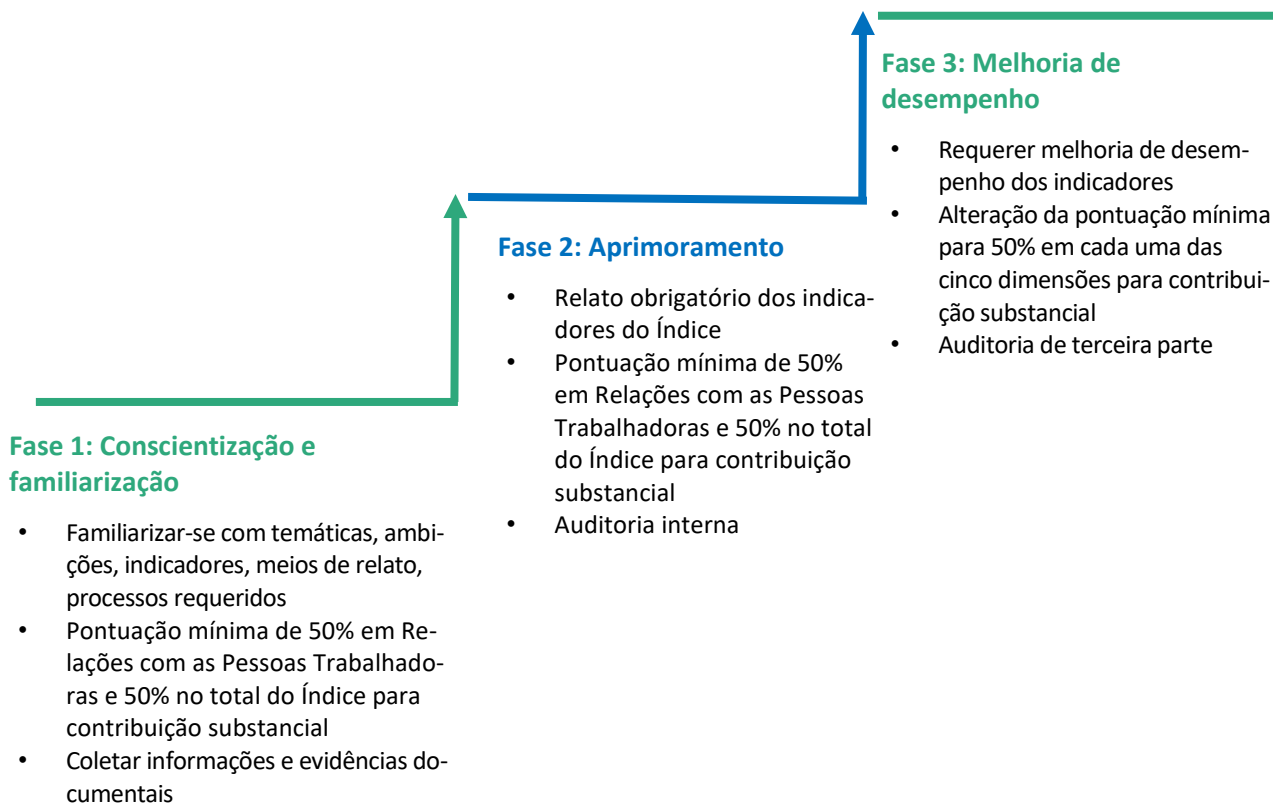 Fase 1: Conscientização e
familiarização
• Familiarizar-se com temáticas, ambi-
ções, indicadores, meios de relato,
processos requeridos
• Pontuação mínima de 50% em Re-
lações com as Pessoas Trabalhado-
ras e 50% no total do Índice para
contribuição substancial
• Coletar informações e evidências do-
cumentais
Fase 2: Aprimoramento
• Relato obrigatório dos indica-
dores do Índice
• Pontuação mínima de 50%
em Relações com as Pessoas
Trabalhadoras e 50% no total
do Índice para contribuição
substancial
• Auditoria interna
Fase 3: Melhoria de
desempenho
• Requerer melhoria de desem-
penho dos indicadores
• Alteração da pontuação mínima
para 50% em cada uma das
cinco dimensões para contribui-
ção substancial
• Auditoria de terceira parte